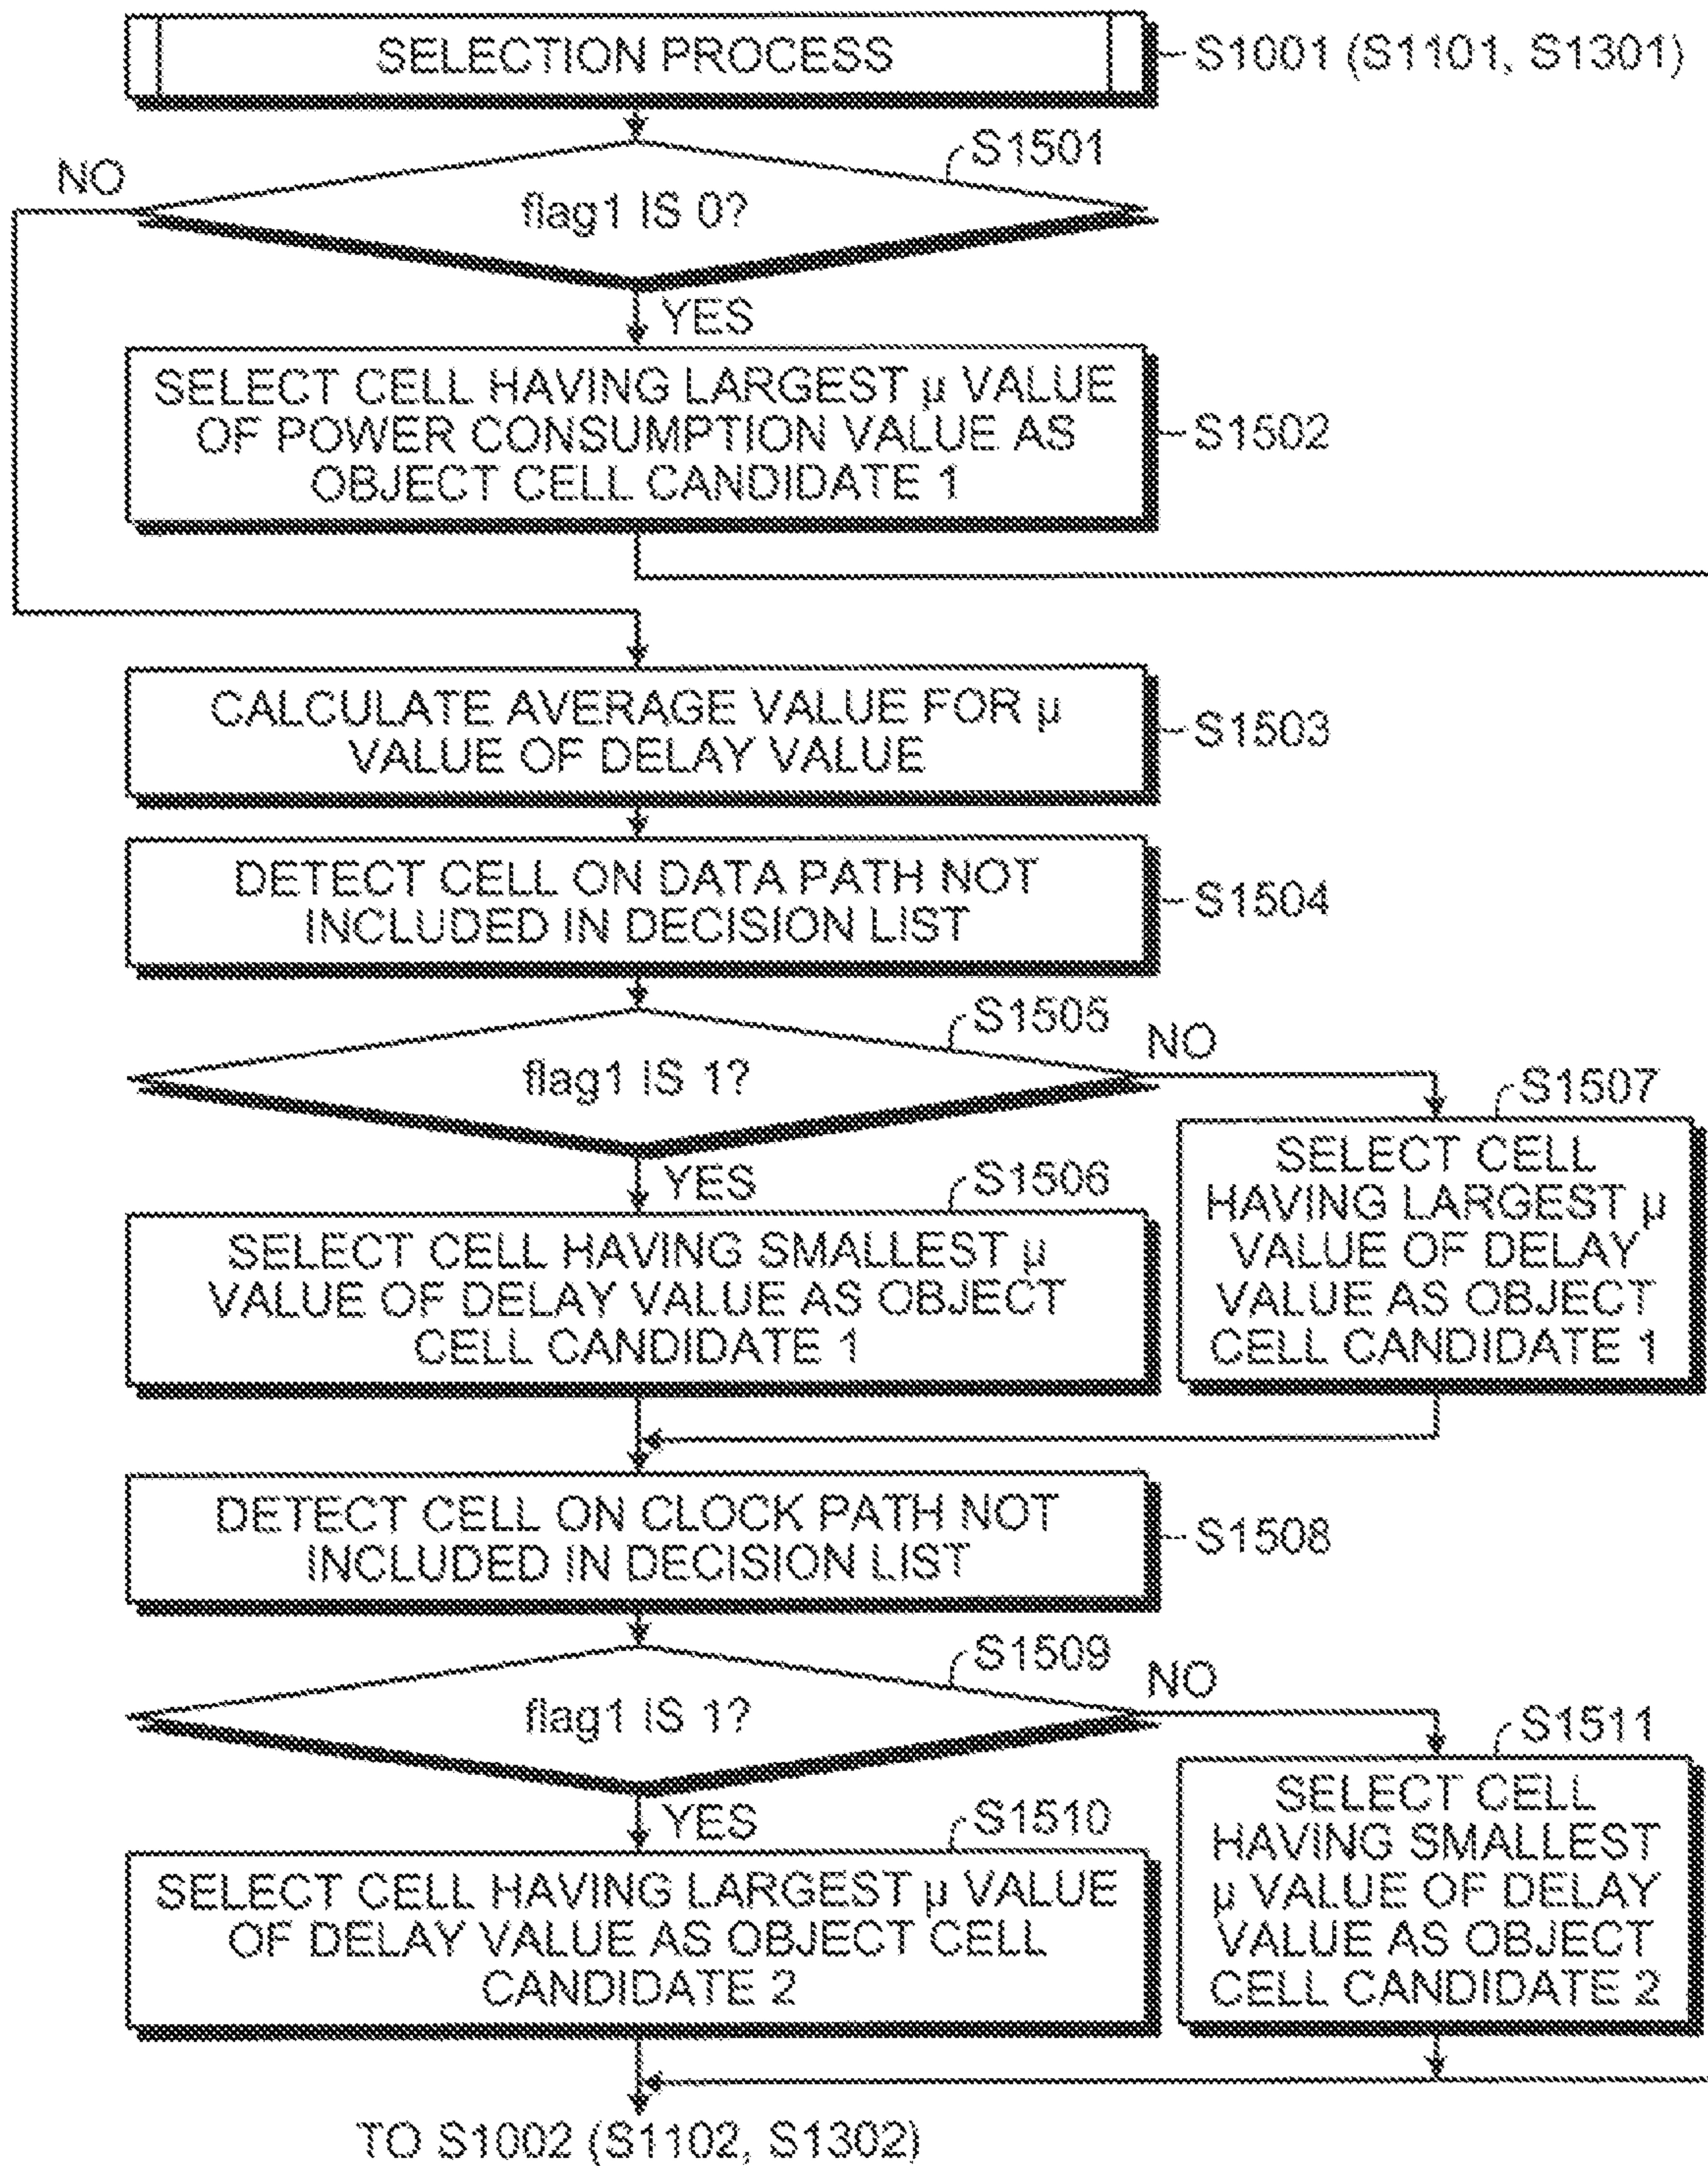 SELECTION PROCESS
S1001 (S1101, S1301)
S1501
NO
flag1 IS 0?
YES
SELECT CELL HAVING LARGEST µ VALUE
OF POWER CONSUMPTION VALUE AS
OBJECT CELL CANDIDATE 1
S1502
CALCULATE AVERAGE VALUE FOR µ
VALUE OF DELAY VALUE
S1503
DETECT CELL ON DATA PATH NOT
INCLUDED IN DECISION LIST
S1504
S1505
NO
flag1 IS 1?
YES
S1506
SELECT CELL HAVING SMALLEST µ
VALUE OF DELAY VALUE AS OBJECT
CELL CANDIDATE 1
S1507
SELECT CELL
HAVING LARGEST µ
VALUE OF DELAY
VALUE AS OBJECT
CELL CANDIDATE 1
DETECT CELL ON CLOCK PATH NOT
INCLUDED IN DECISION LIST
S1508
S1509
NO
flag1 IS 1?
YES
S1510
SELECT CELL HAVING LARGEST µ VALUE
OF DELAY VALUE AS OBJECT CELL
CANDIDATE 2
S1511
SELECT CELL
HAVING SMALLEST
µ VALUE OF DELAY
VALUE AS OBJECT
CELL CANDIDATE 2
TO S1002 (S1102, S1302)